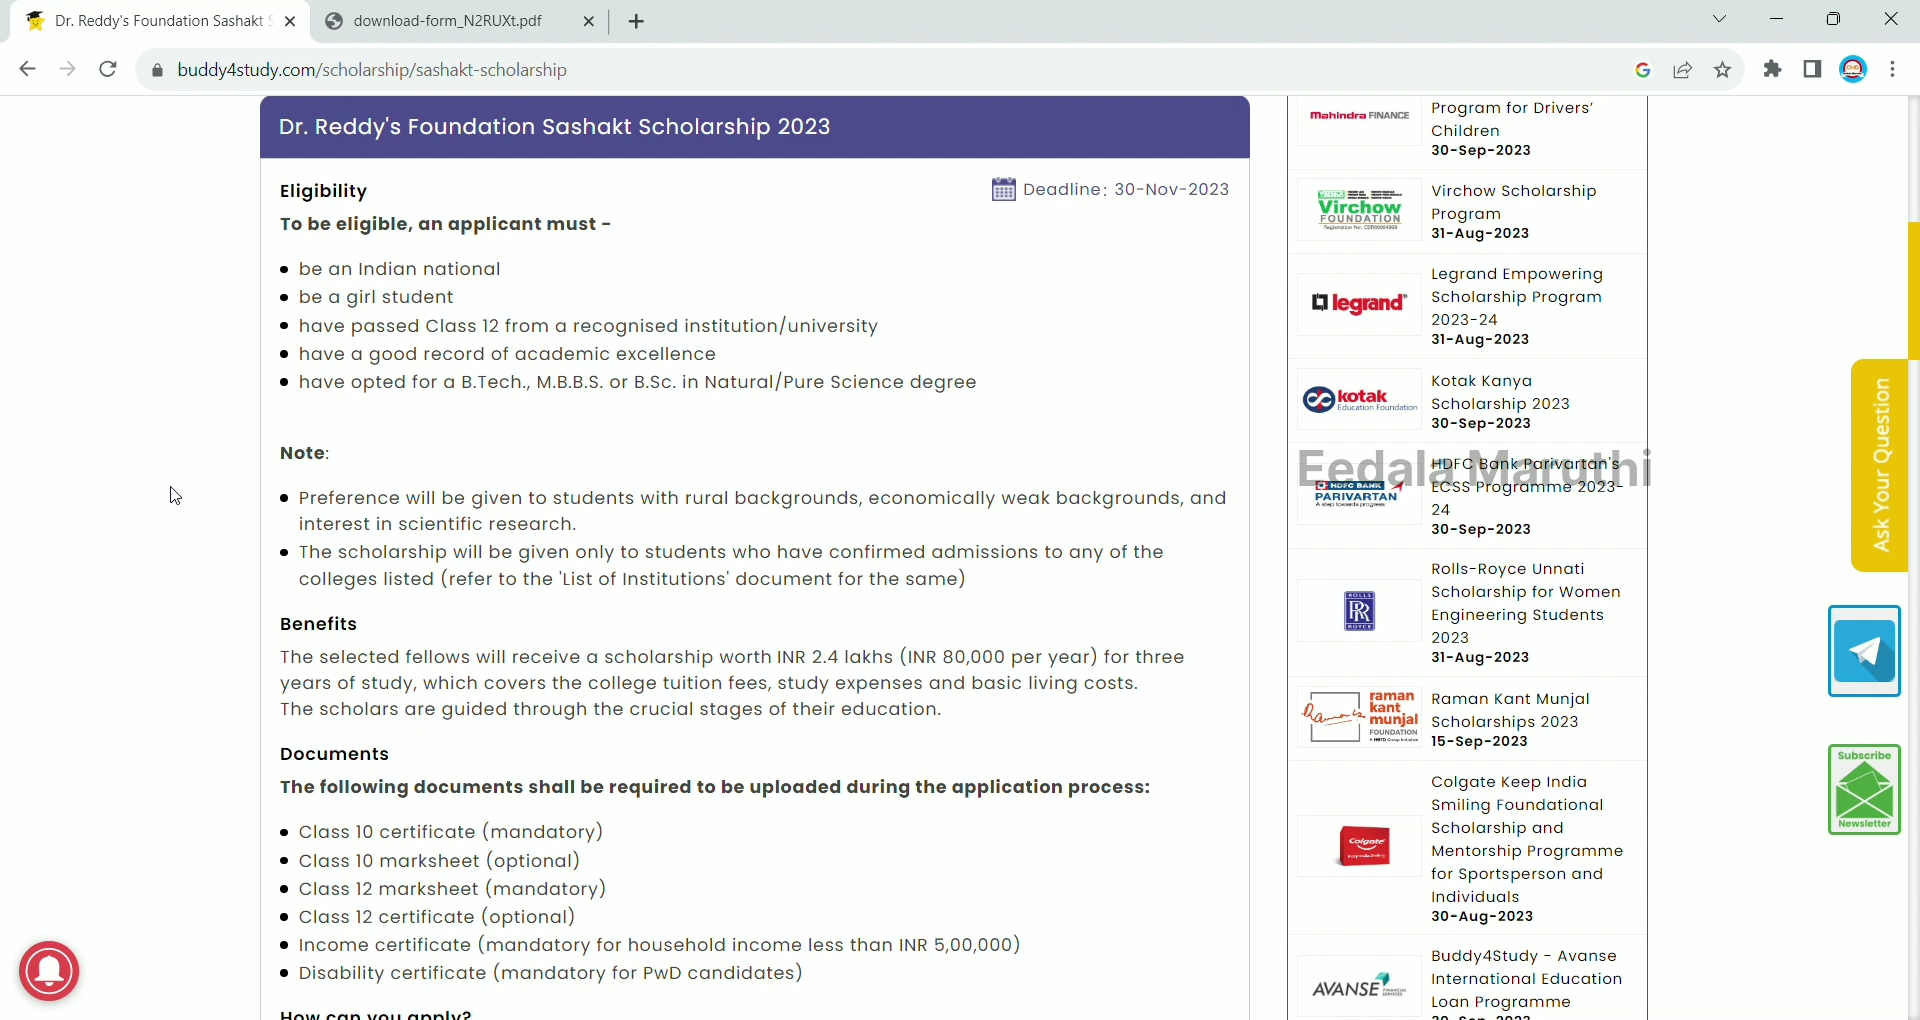 Dr. Reddy's Foundation Sashakt S
download-form_N2RUXt.pdf
buddy4study.com/scholarship/sashakt-scholarship
Dr. Reddy's Foundation Sashakt Scholarship 2023
Eligibility
Deadline: 30-Nov-2023
To be eligible, an applicant must -
• be an Indian national
• be a girl student
• have passed Class 12 from a recognised institution/university
• have a good record of academic excellence
• have opted for a B.Tech., M.B.B.S. or B.Sc. in Natural/Pure Science degree
Note:
• Preference will be given to students with rural backgrounds, economically weak backgrounds, and
interest in scientific research.
• The scholarship will be given only to students who have confirmed admissions to any of the
colleges listed (refer to the 'List of Institutions' document for the same)
Benefits
The selected fellows will receive a scholarship worth INR 2.4 lakhs (INR 80,000 per year) for three
years of study, which covers the college tuition fees, study expenses and basic living costs.
The scholars are guided through the crucial stages of their education.
Documents
The following documents shall be required to be uploaded during the application process:
• Class 10 certificate (mandatory)
• Class 10 marksheet (optional)
• Class 12 marksheet (mandatory)
• Class 12 certificate (optional)
• Income certificate (mandatory for household income less than INR 5,00,000)
• Disability certificate (mandatory for PwD candidates)
How can you apply?
mahindra FINANCE
Program for Drivers'
Children
30-Sep-2023
Virchow
FOUNDATION
Virchow Scholarship
Program
31-Aug-2023
legrand
Legrand Empowering
Scholarship Program
2023-24
31-Aug-2023
kotak
Education Foundation
Kotak Kanya
Scholarship 2023
30-Sep-2023
Eedala Maruthi
HDFC BANK
PARIVARTAN
A step towards progress
HDFC Bank Parivartan's
ECSS Programme 2023-
24
30-Sep-2023
ROLLS
RR
ROYCE
Rolls-Royce Unnati
Scholarship for Women
Engineering Students
2023
31-Aug-2023
raman
kant
munjal
FOUNDATION
Raman Kant Munjal
Scholarships 2023
15-Sep-2023
Colgate
Colgate Keep India
Smiling Foundational
Scholarship and
Mentorship Programme
for Sportsperson and
Individuals
30-Aug-2023
AVANSE
FINANCIAL
SERVICES
Buddy4Study - Avanse
International Education
Loan Programme
30-Sep-2023
Ask Your Question
Subscribe
Newsletter